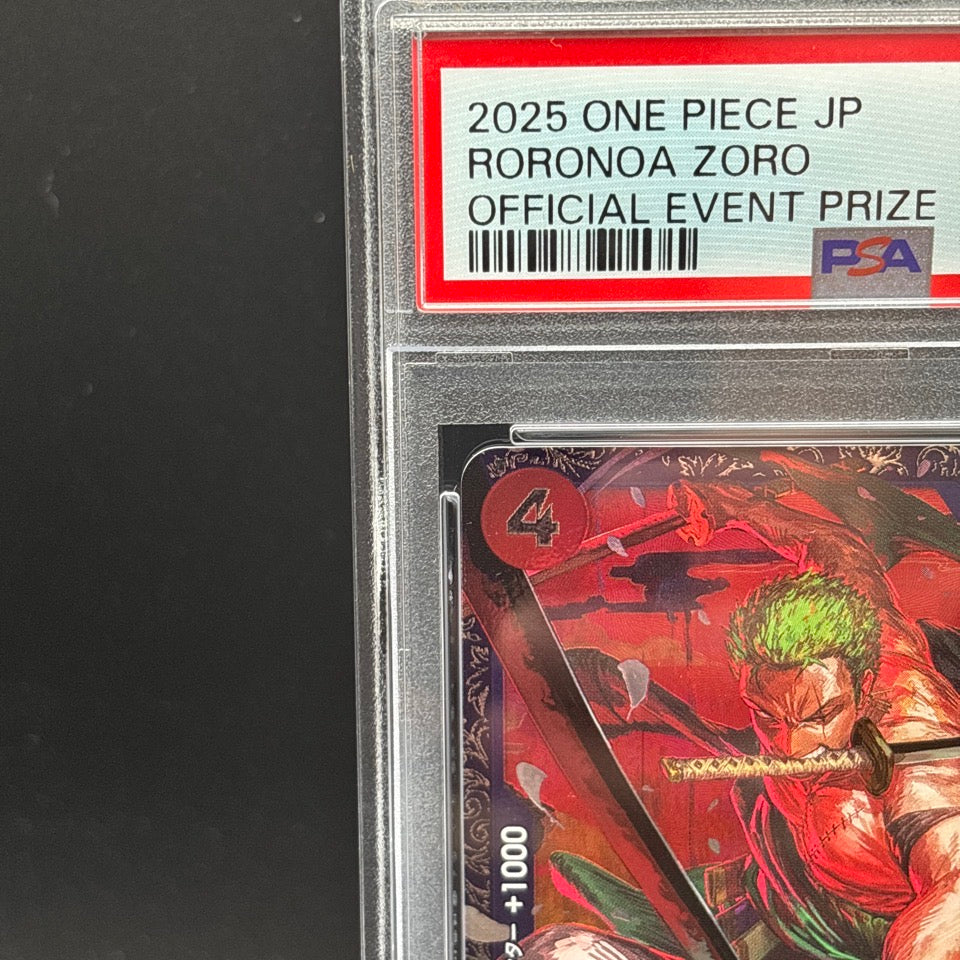 2025 ONE PIECE JP
RORONOA ZORO
OFFICIAL EVENT PRIZE
PSA
4
ター +1000